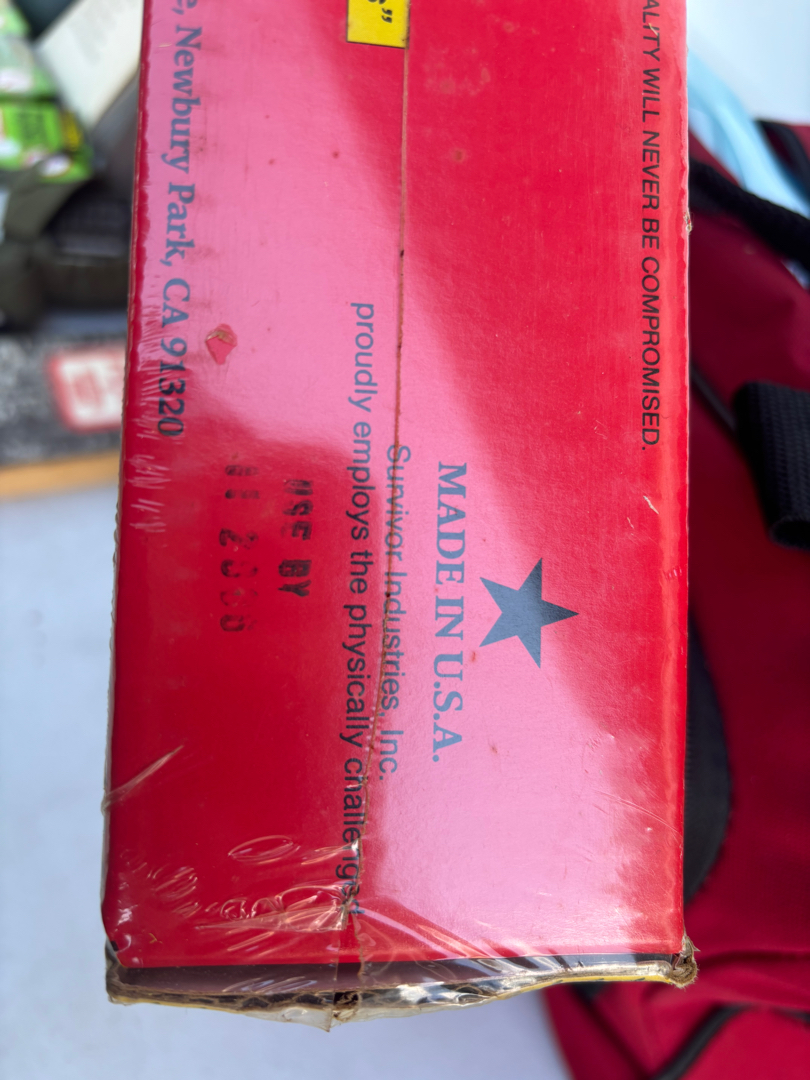 ALITY WILL NEVER BE COMPROMISED.
MADE IN U.S.A.
Survivor Industries, Inc.
proudly employs the physically challenged
USE BY
e, Newbury Park, CA 91320